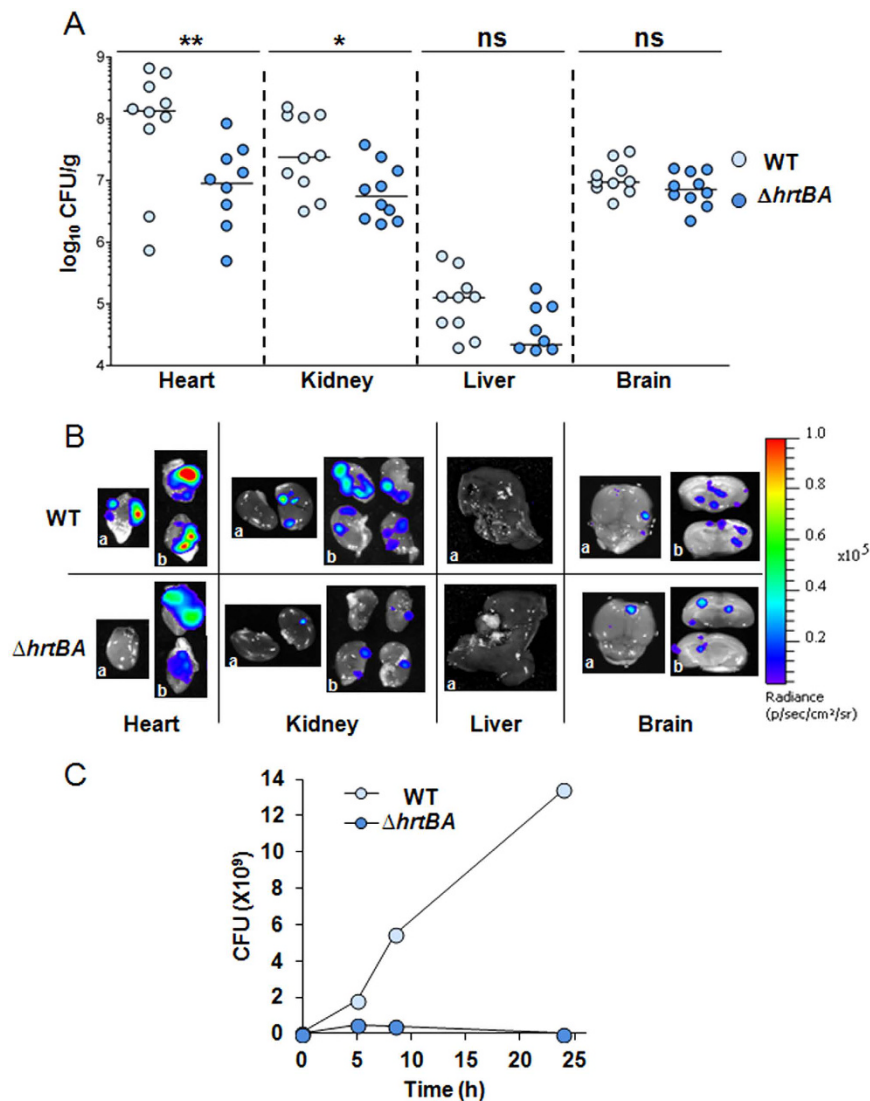 A
** * ns ns
9
8
7
6
5
4
log₁₀ CFU/g
WT
ΔhrtBA
Heart Kidney Liver Brain
B
WT
a b a b a a b
ΔhrtBA
a b a b a a b
Heart Kidney Liver Brain
1.0
0.8
0.6
x10⁵
0.4
0.2
Radiance
(p/sec/cm²/sr)
C
WT
ΔhrtBA
14
12
10
8
6
4
2
0
CFU (X10⁹)
0 5 10 15 20 25
Time (h)